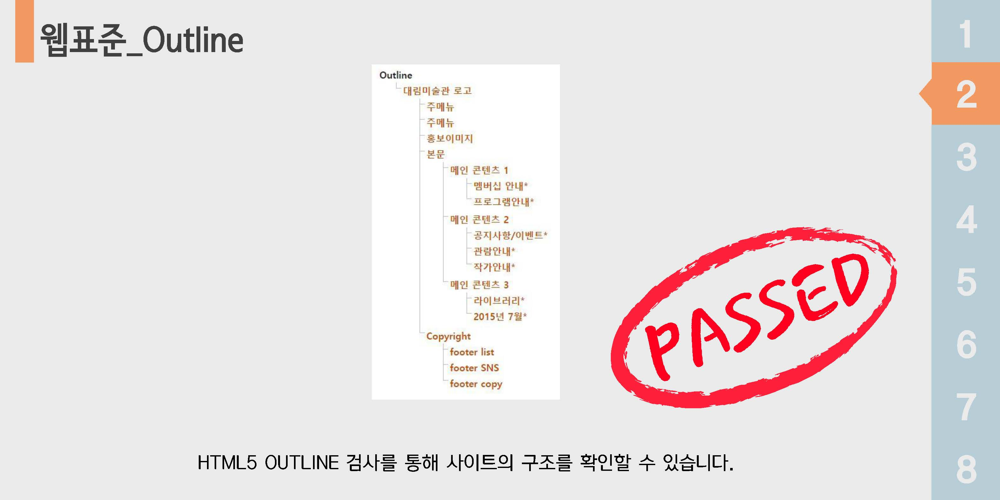 웹표준_Outline
Outline
대림미술관 로고
주메뉴
주메뉴
홍보이미지
본문
메인 콘텐츠 1
멤버십 안내*
프로그램안내*
메인 콘텐츠 2
공지사항/이벤트*
관람안내*
작가안내*
메인 콘텐츠 3
라이브러리*
2015년 7월*
Copyright
footer list
footer SNS
footer copy
PASSED
HTML5 OUTLINE 검사를 통해 사이트의 구조를 확인할 수 있습니다.
1
2
3
4
5
6
7
8